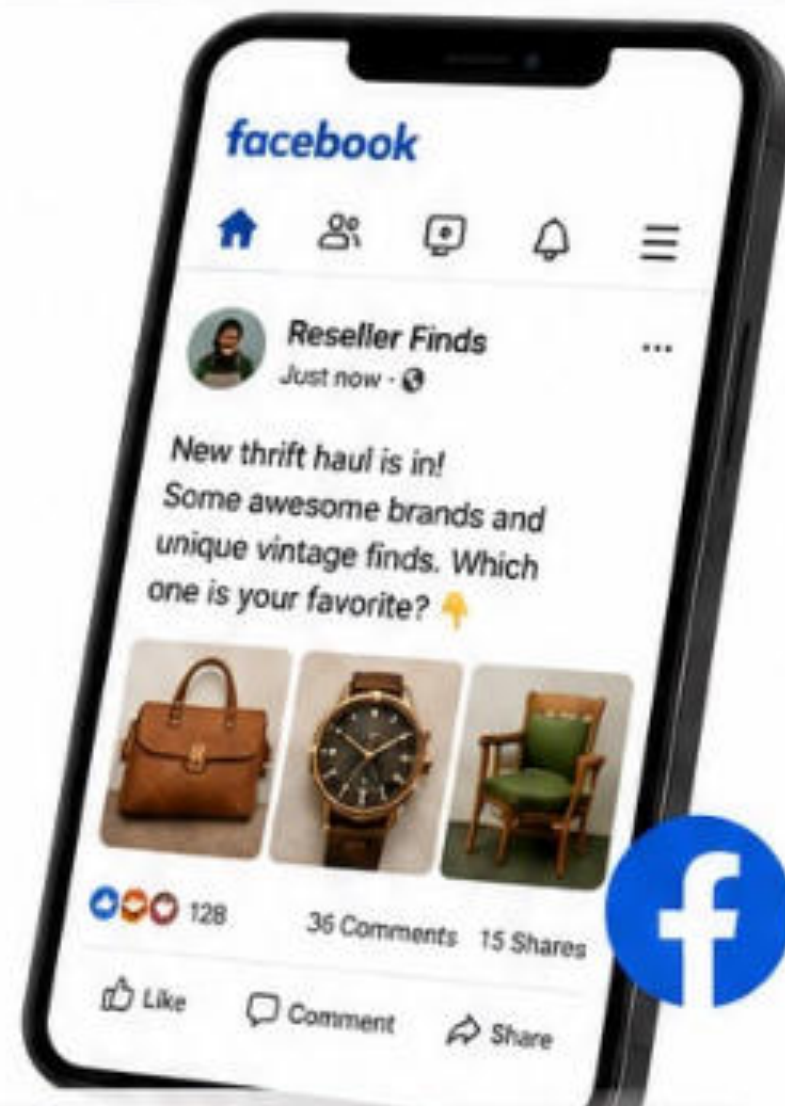 facebook
Reseller Finds
Just now ·
New thrift haul is in!
Some awesome brands and
unique vintage finds. Which
one is your favorite? 👇
128
36 Comments
15 Shares
Like
Comment
Share
f